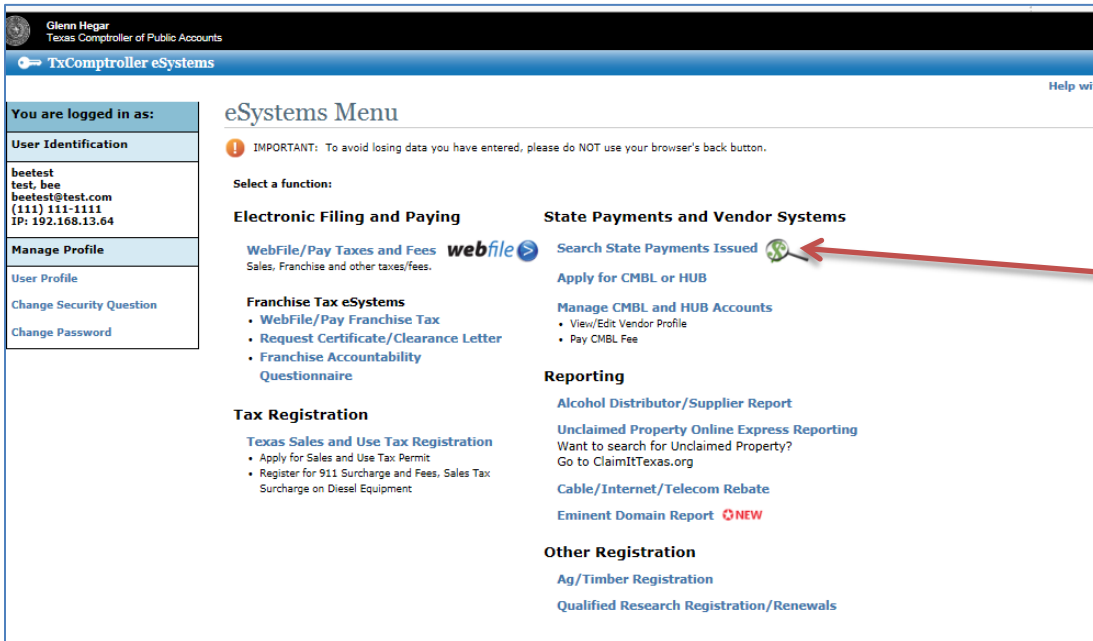 Glenn Hegar
Texas Comptroller of Public Accounts
TxComptroller eSystems
Help wi
You are logged in as:
User Identification
beetest
test, bee
beetest@test.com
(111) 111-1111
IP: 192.168.13.64
Manage Profile
User Profile
Change Security Question
Change Password
eSystems Menu
IMPORTANT: To avoid losing data you have entered, please do NOT use your browser's back button.
Select a function:
Electronic Filing and Paying
WebFile/Pay Taxes and Fees webfile
Sales, Franchise and other taxes/fees.
Franchise Tax eSystems
• WebFile/Pay Franchise Tax
• Request Certificate/Clearance Letter
• Franchise Accountability
Questionnaire
Tax Registration
Texas Sales and Use Tax Registration
• Apply for Sales and Use Tax Permit
• Register for 911 Surcharge and Fees, Sales Tax
Surcharge on Diesel Equipment
State Payments and Vendor Systems
Search State Payments Issued
Apply for CMBL or HUB
Manage CMBL and HUB Accounts
• View/Edit Vendor Profile
• Pay CMBL Fee
Reporting
Alcohol Distributor/Supplier Report
Unclaimed Property Online Express Reporting
Want to search for Unclaimed Property?
Go to ClaimItTexas.org
Cable/Internet/Telecom Rebate
Eminent Domain Report NEW
Other Registration
Ag/Timber Registration
Qualified Research Registration/Renewals